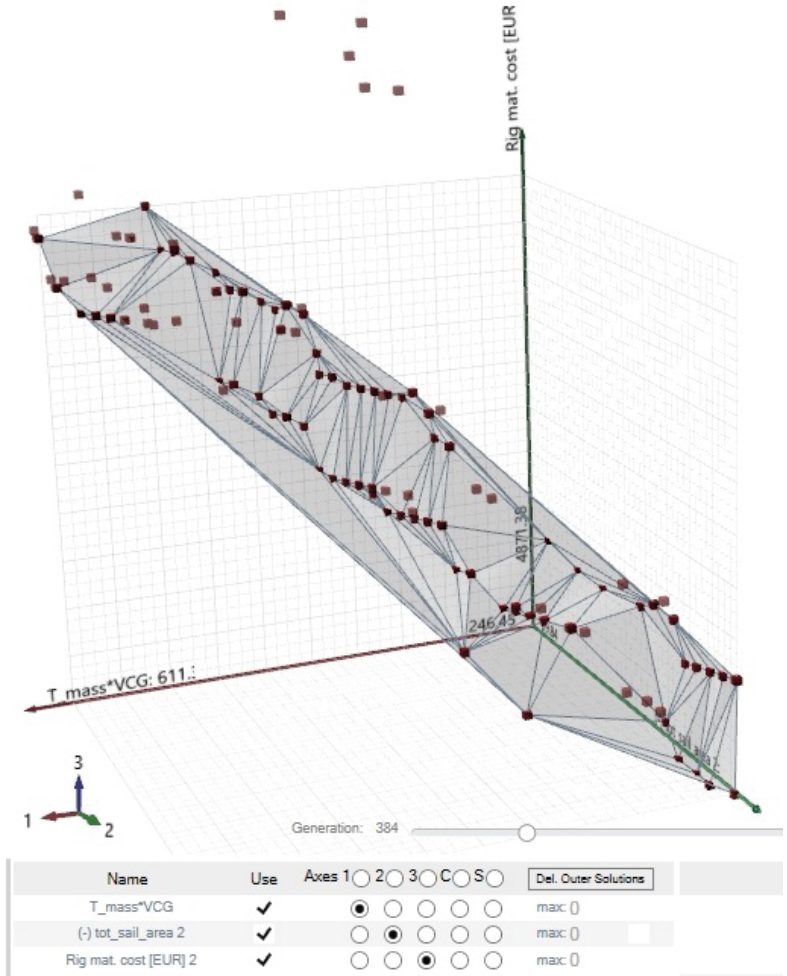 Rig mat. cost [EUR
4871.38
246.45
T_mass*VCG: 611.
3
1
2
Generation: 384
Name Use Axes 1 2 3 C S Del. Outer Solutions
T_mass*VCG max: ()
(-) tot_sail_area 2 max: ()
Rig mat. cost [EUR] 2 max: ()